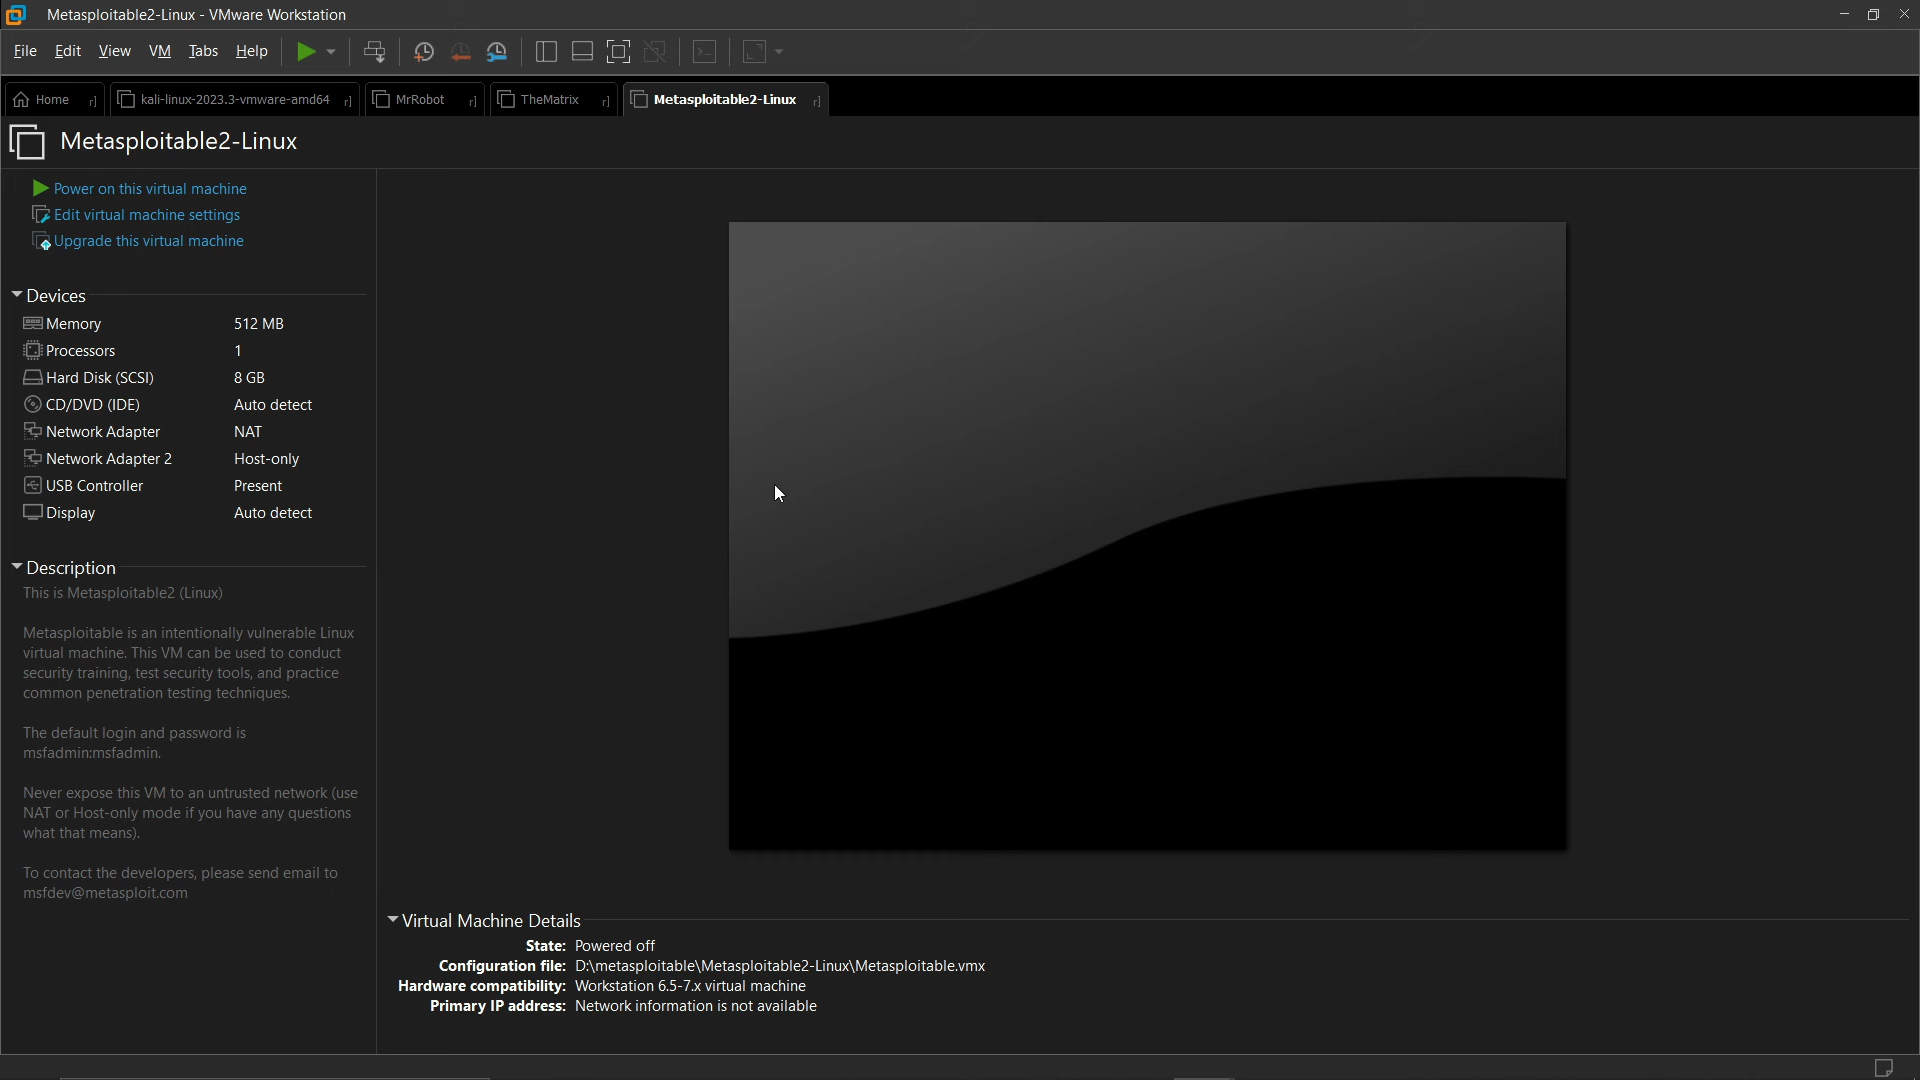 Metasploitable2-Linux - VMware Workstation
File Edit View VM Tabs Help
Home kali-linux-2023.3-vmware-amd64 MrRobot TheMatrix Metasploitable2-Linux
Metasploitable2-Linux
Power on this virtual machine
Edit virtual machine settings
Upgrade this virtual machine
Devices
Memory 512 MB
Processors 1
Hard Disk (SCSI) 8 GB
CD/DVD (IDE) Auto detect
Network Adapter NAT
Network Adapter 2 Host-only
USB Controller Present
Display Auto detect
Description
This is Metasploitable2 (Linux)
Metasploitable is an intentionally vulnerable Linux
virtual machine. This VM can be used to conduct
security training, test security tools, and practice
common penetration testing techniques.
The default login and password is
msfadmin:msfadmin.
Never expose this VM to an untrusted network (use
NAT or Host-only mode if you have any questions
what that means).
To contact the developers, please send email to
msfdev@metasploit.com
Virtual Machine Details
State: Powered off
Configuration file: D:\metasploitable\Metasploitable2-Linux\Metasploitable.vmx
Hardware compatibility: Workstation 6.5-7.x virtual machine
Primary IP address: Network information is not available